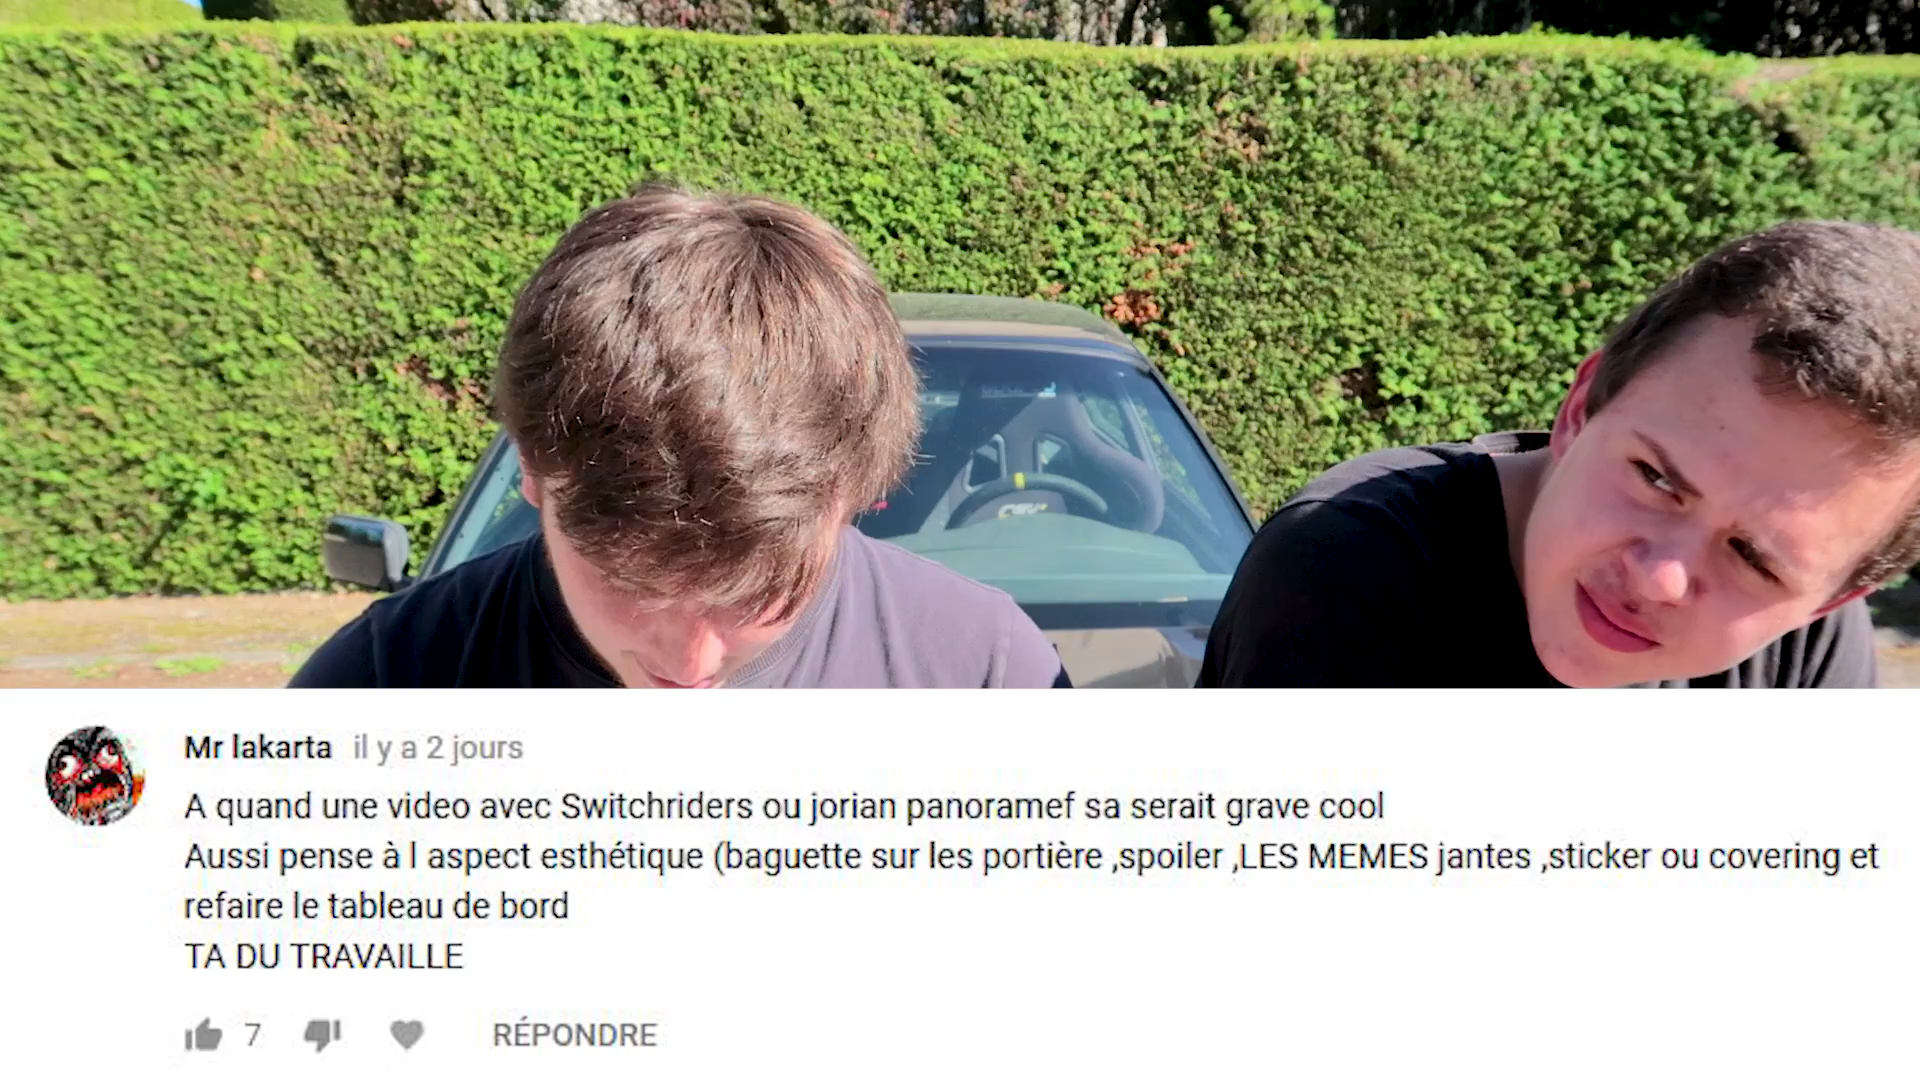 Mr lakarta il y a 2 jours
A quand une video avec Switchriders ou jorian panoramef sa serait grave cool
Aussi pense à l aspect esthétique (baguette sur les portière ,spoiler ,LES MEMES jantes ,sticker ou covering et
refaire le tableau de bord
TA DU TRAVAILLE
7 RÉPONDRE